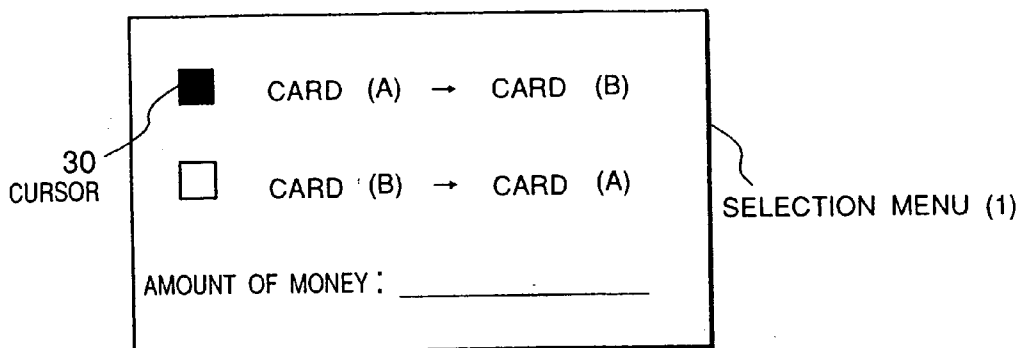 CARD (A) → CARD (B)
30
CURSOR
CARD (B) → CARD (A)
SELECTION MENU (1)
AMOUNT OF MONEY: